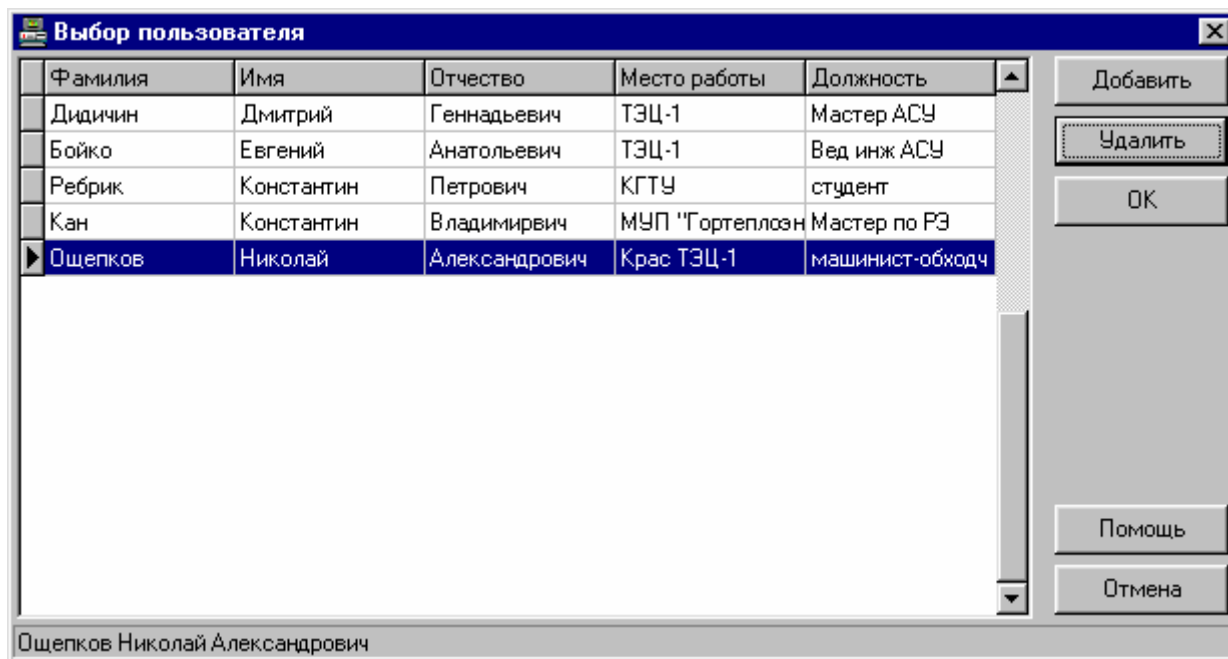 Выбор пользователя
Фамилия Имя Отчество Место работы Должность
Дидичин Дмитрий Геннадьевич ТЭЦ-1 Мастер АСУ
Бойко Евгений Анатольевич ТЭЦ-1 Вед инж АСУ
Ребрик Константин Петрович КГТУ студент
Кан Константин Владимирвич МУП "Гортеплоэн Мастер по РЭ
Ощепков Николай Александрович Крас ТЭЦ-1 машинист-обходч
Добавить
Удалить
OK
Помощь
Отмена
Ощепков Николай Александрович